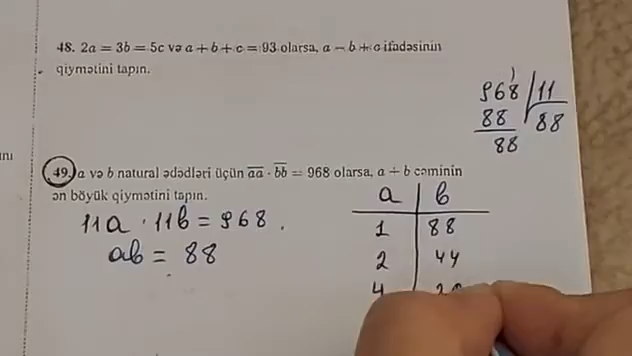 48. 2a = 3b = 5c və a + b + c = 93 olarsa, a - b + c ifadəsinin
qiymətini tapın.
968 11
88 88
88
49. a və b natural ədədləri üçün aa · bb = 968 olarsa, a + b cəminin
ən böyük qiymətini tapın.
11a · 11b = 968
ab = 88
a b
1 88
2 44
4